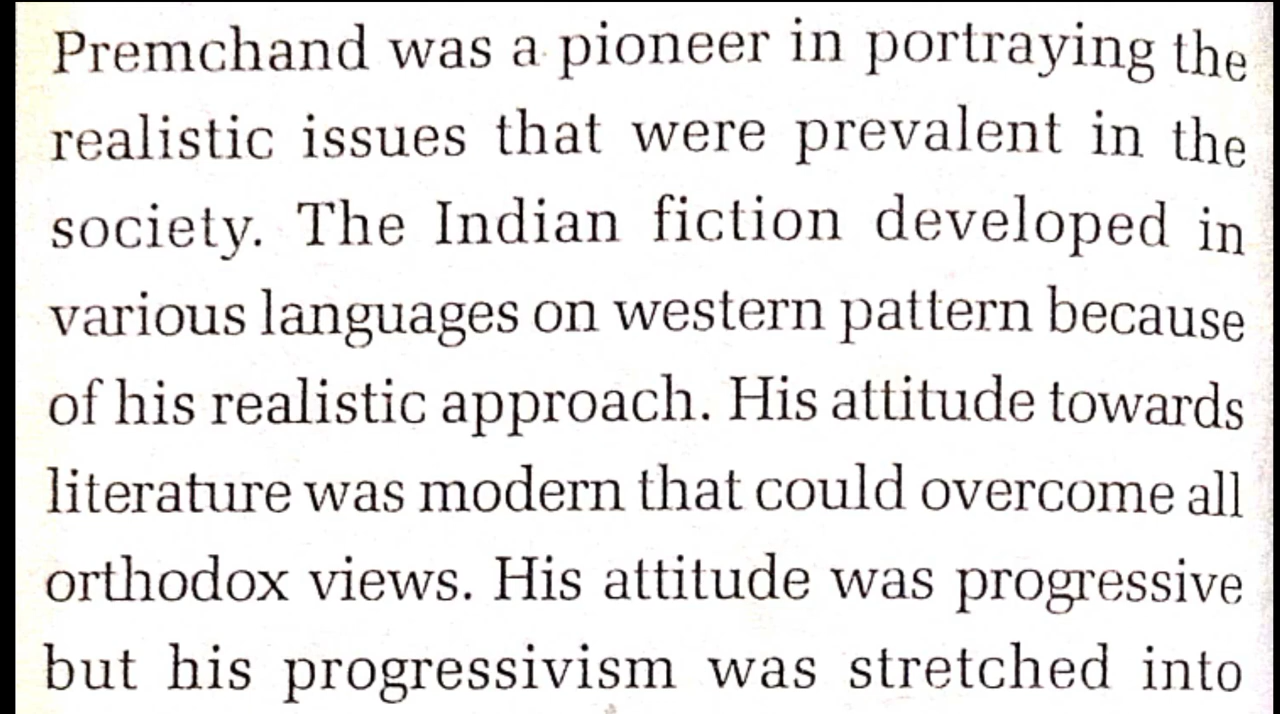 Premchand was a pioneer in portraying the
realistic issues that were prevalent in the
society. The Indian fiction developed in
various languages on western pattern because
of his realistic approach. His attitude towards
literature was modern that could overcome all
orthodox views. His attitude was progressive
but his progressivism was stretched into